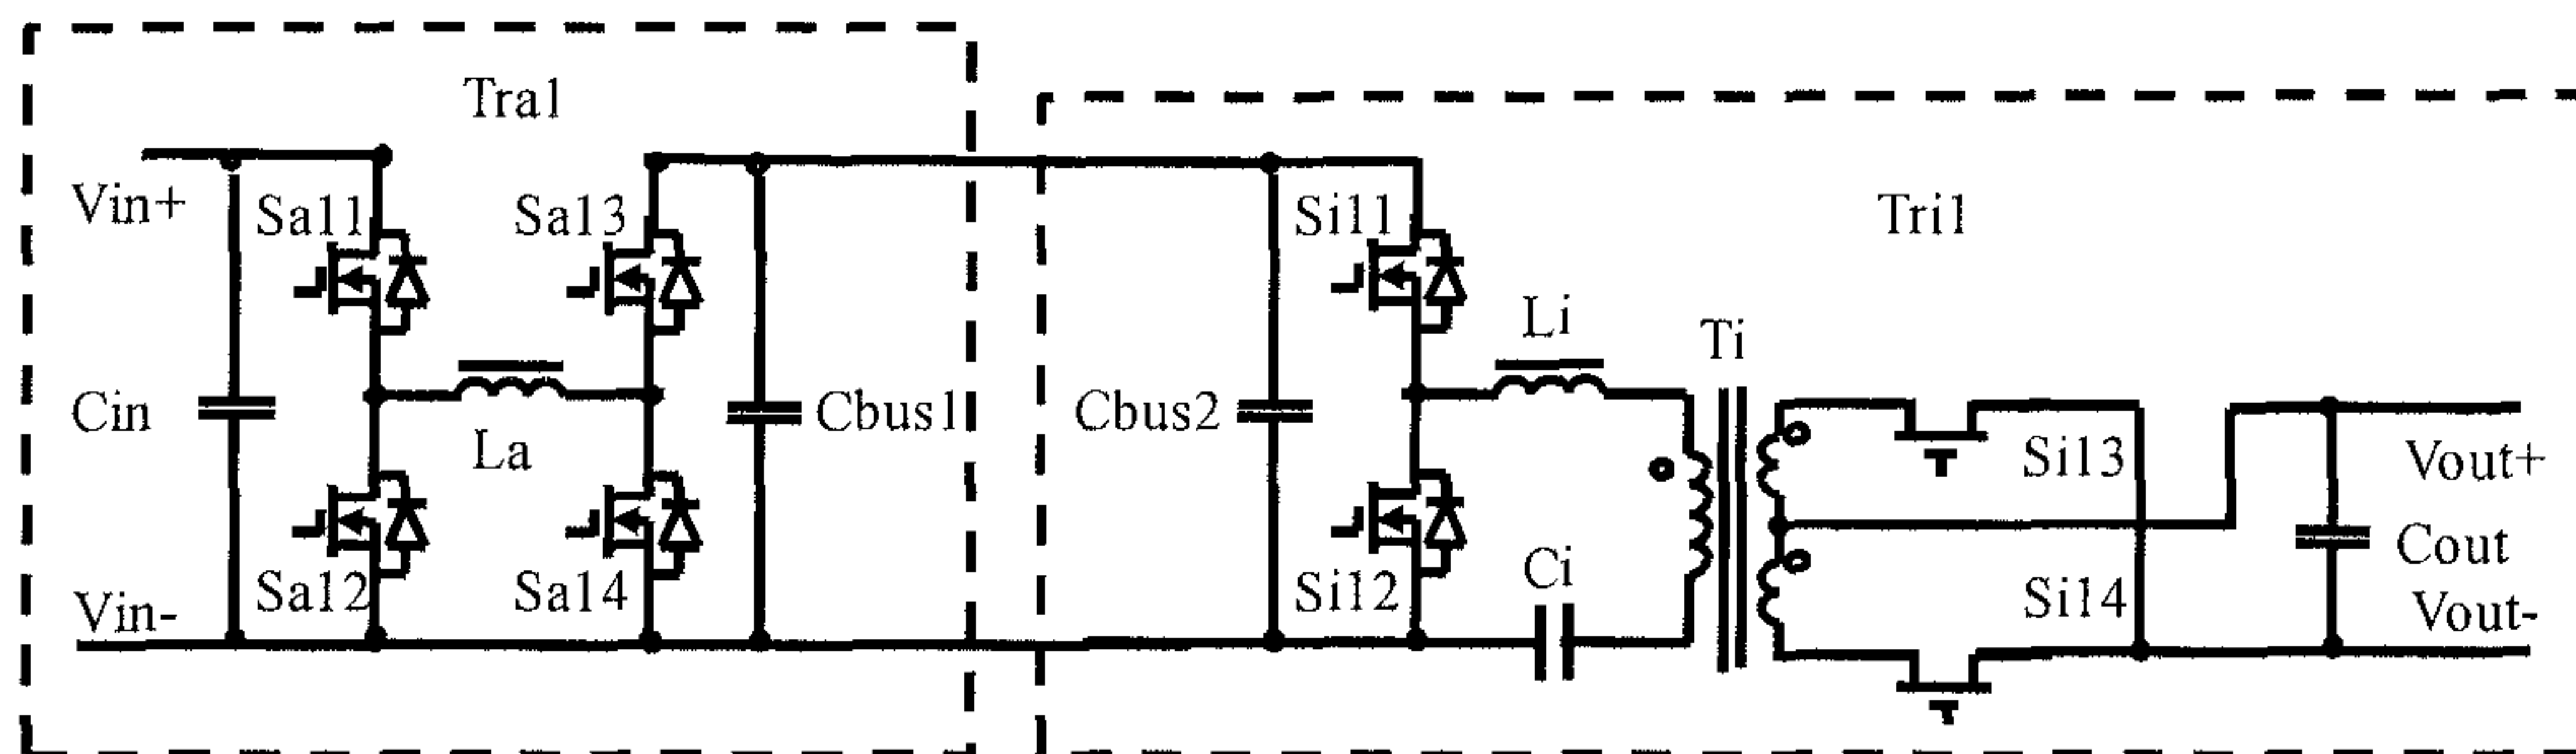 Tra1
Vin+
Sa11
Sa13
Si11
Tri1
Li
Ti
Cin
La
Cbus1
Cbus2
Si13
Vout+
Cout
Ci
Sa12
Sa14
Si12
Si14
Vin-
Vout-